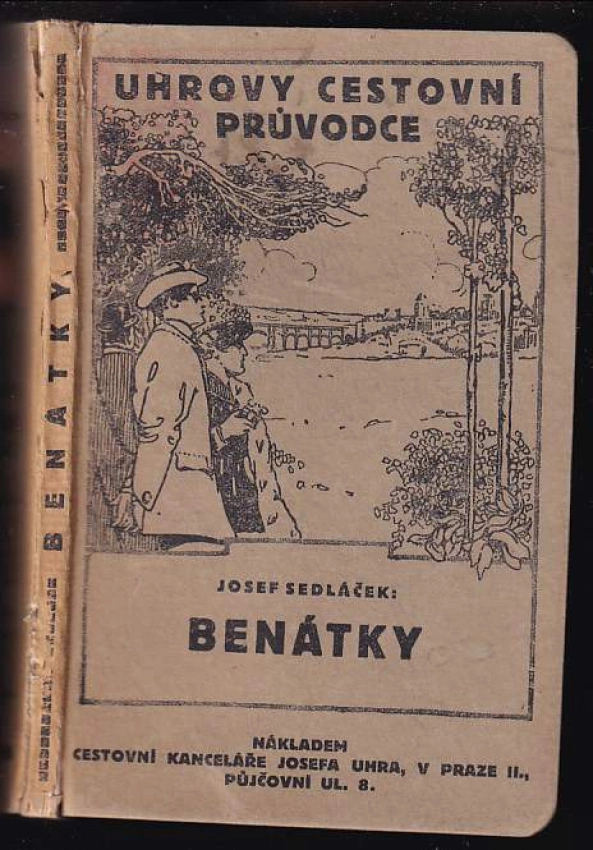 UHROVY CESTOVNÍ
PRŮVODCE
JOSEF SEDLÁČEK:
BENÁTKY
NÁKLADEM
CESTOVNÍ KANCELÁŘE JOSEFA UHRA, V PRAZE II.,
PŮJČOVNÍ UL. 8.
BENÁTKY